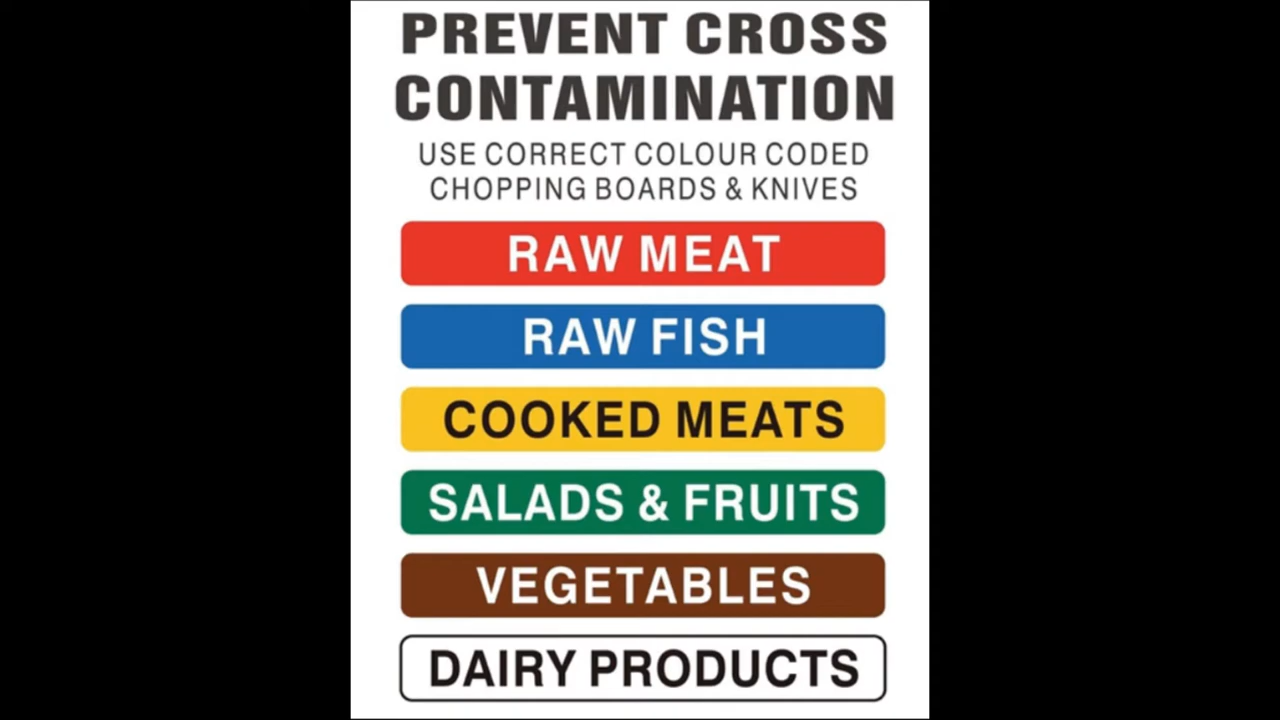 PREVENT CROSS
CONTAMINATION
USE CORRECT COLOUR CODED
CHOPPING BOARDS & KNIVES
RAW MEAT
RAW FISH
COOKED MEATS
SALADS & FRUITS
VEGETABLES
DAIRY PRODUCTS